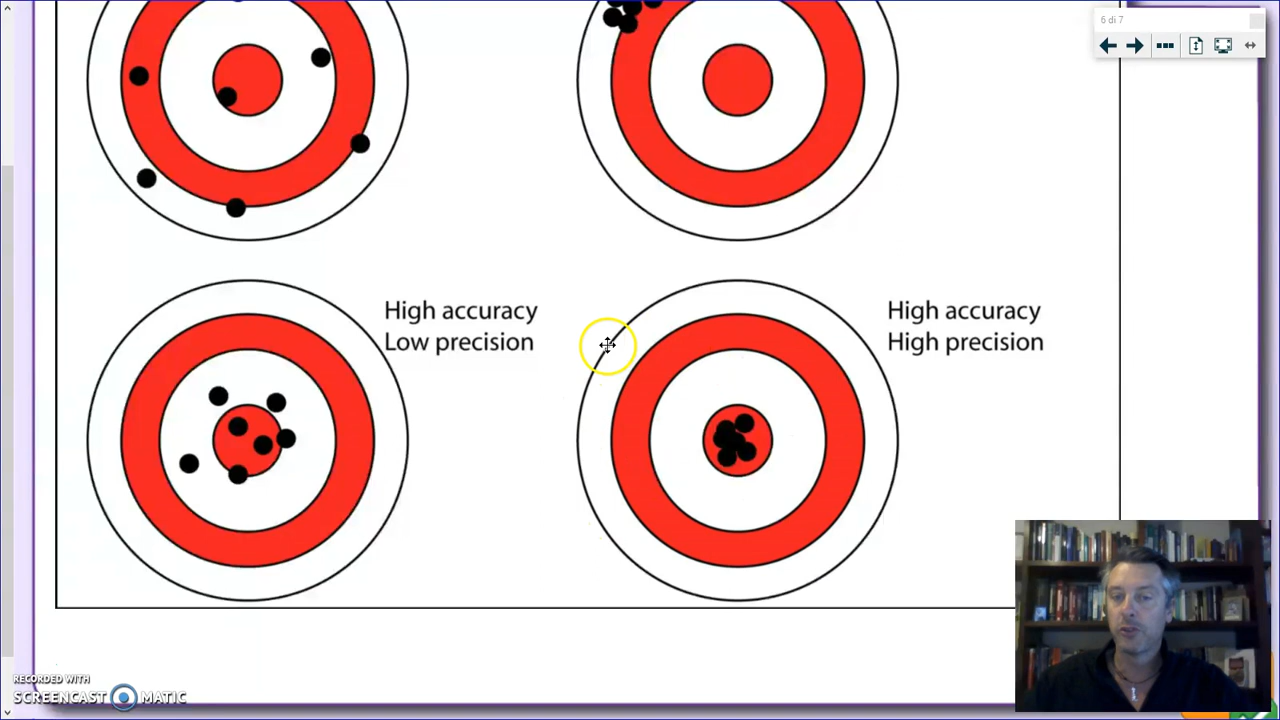 6 di 7
High accuracy
Low precision
High accuracy
High precision
RECORDED WITH
SCREENCAST MATIC